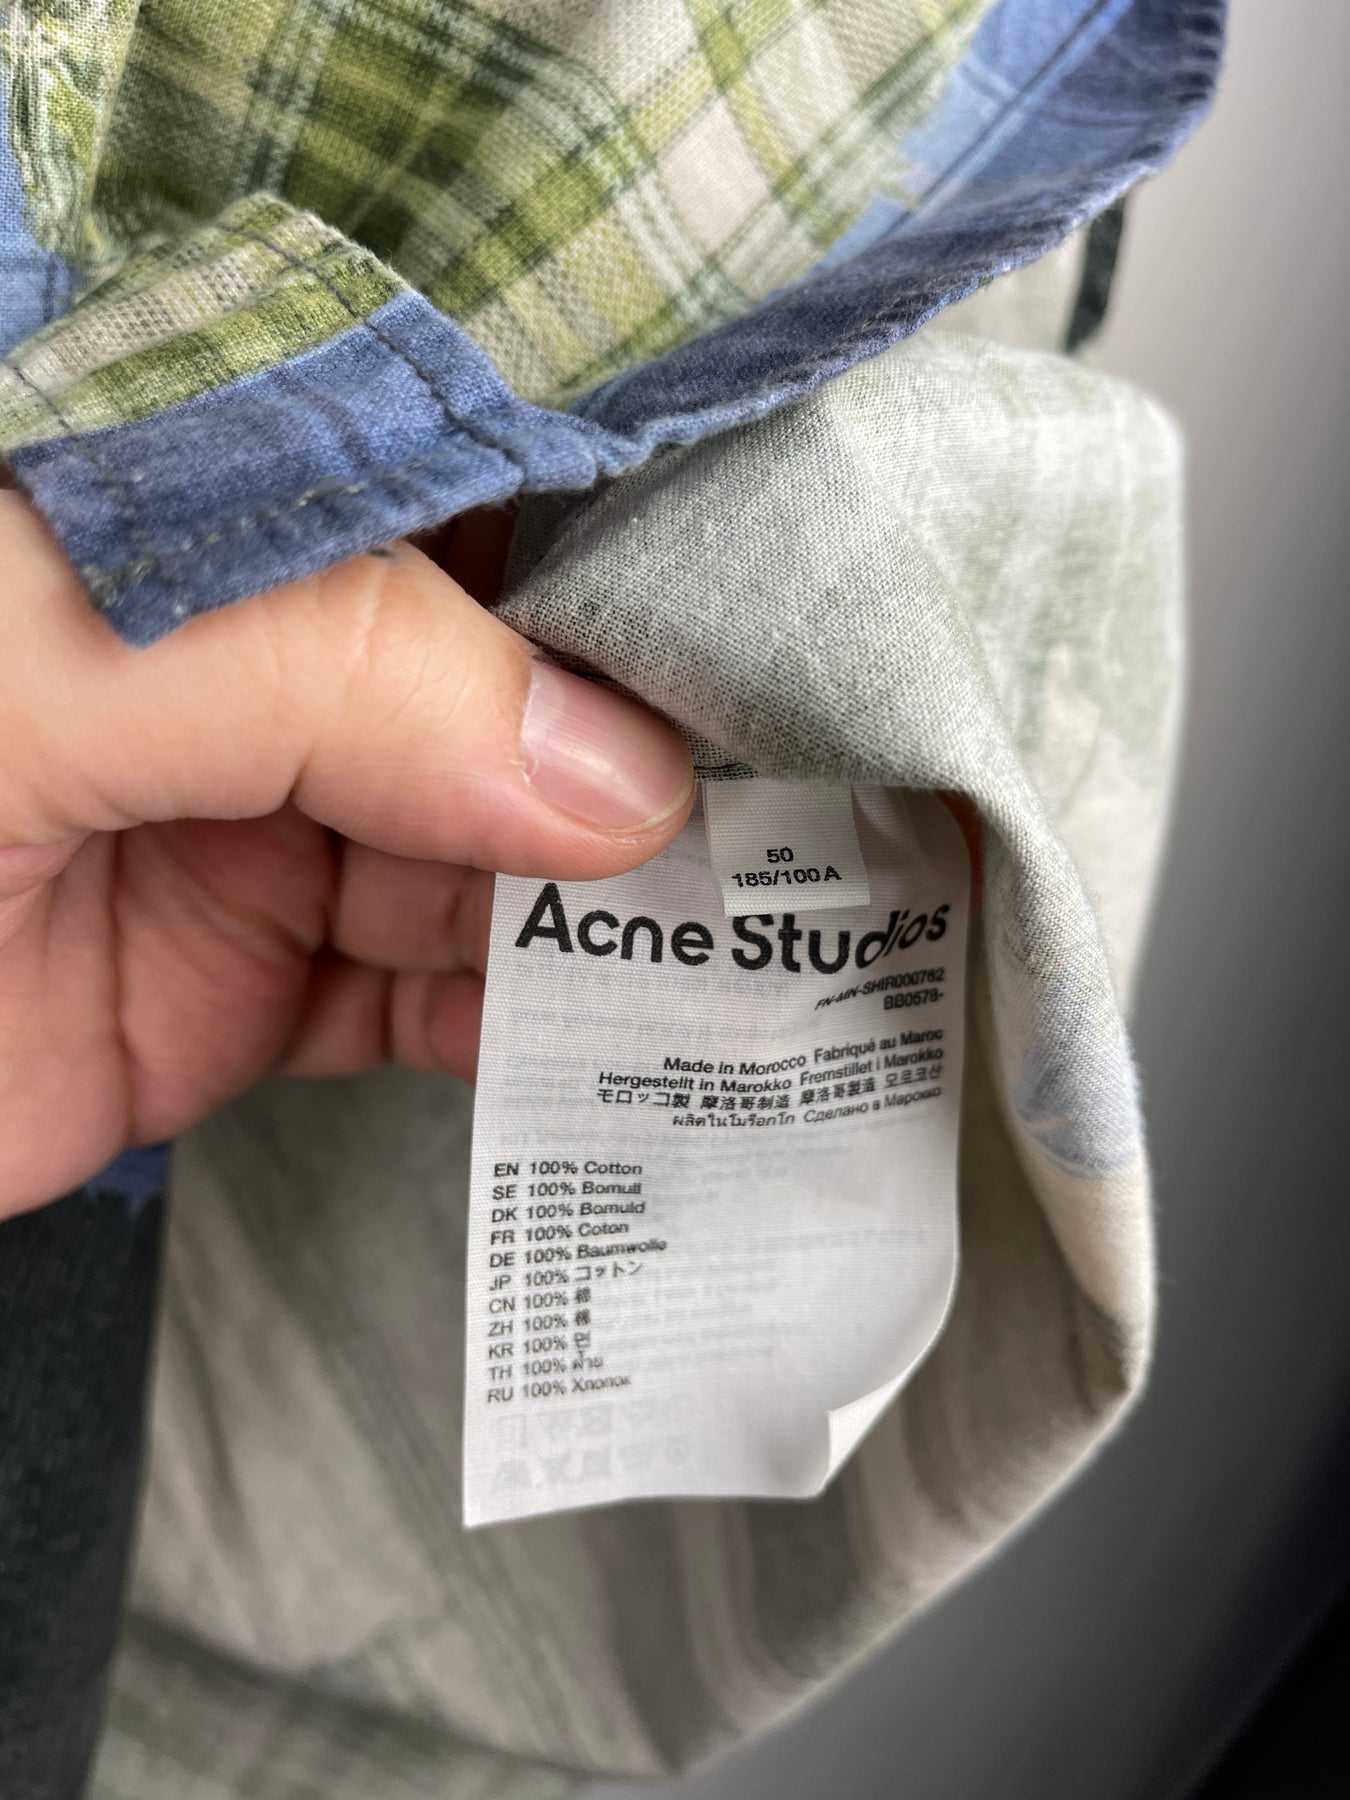 50
185/100A
Acne Studios
FN-MN-SHIR000762
BB0578-
Made in Morocco Fabriqué au Maroc
Hergestellt in Marokko Fremstillet i Marokko
モロッコ製 摩洛哥制造 摩洛哥製造 모로코산
ผลิตในโมร็อกโก Сделано в Марокко
EN 100% Cotton
SE 100% Bomull
DK 100% Bomuld
FR 100% Coton
DE 100% Baumwolle
JP 100% コットン
CN 100% 棉
ZH 100% 棉
KR 100% 면
TH 100% ฝ้าย
RU 100% Хлопок